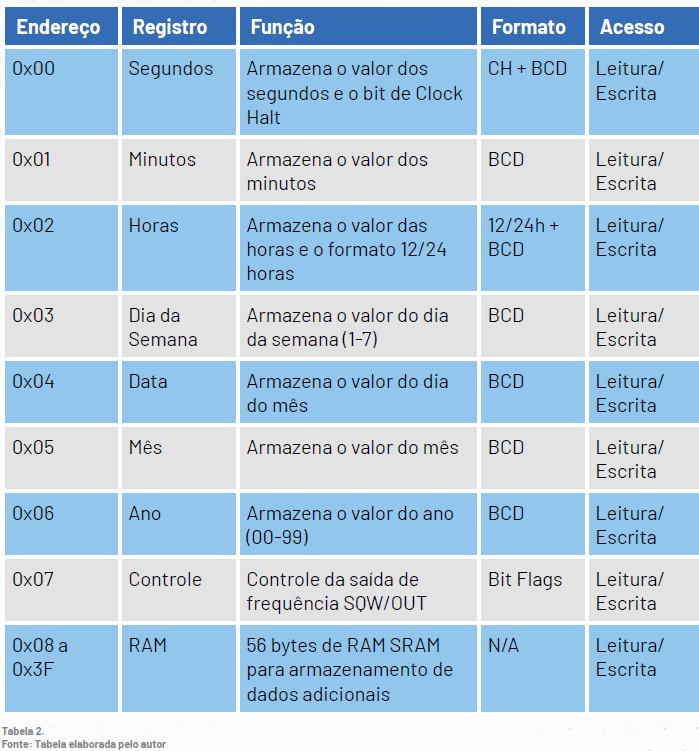 Endereço Registro Função Formato Acesso
0x00 Segundos Armazena o valor dos CH + BCD Leitura/
segundos e o bit de Clock Escrita
Halt
0x01 Minutos Armazena o valor dos BCD Leitura/
minutos Escrita
0x02 Horas Armazena o valor das 12/24h + Leitura/
horas e o formato 12/24 BCD Escrita
horas
0x03 Dia da Armazena o valor do dia BCD Leitura/
Semana da semana (1-7) Escrita
0x04 Data Armazena o valor do dia BCD Leitura/
do mês Escrita
0x05 Mês Armazena o valor do mês BCD Leitura/
Escrita
0x06 Ano Armazena o valor do ano BCD Leitura/
(00-99) Escrita
0x07 Controle Controle da saída de Bit Flags Leitura/
frequência SQW/OUT Escrita
0x08 a RAM 56 bytes de RAM SRAM N/A Leitura/
0x3F para armazenamento de Escrita
dados adicionais
Tabela 2.
Fonte: Tabela elaborada pelo autor